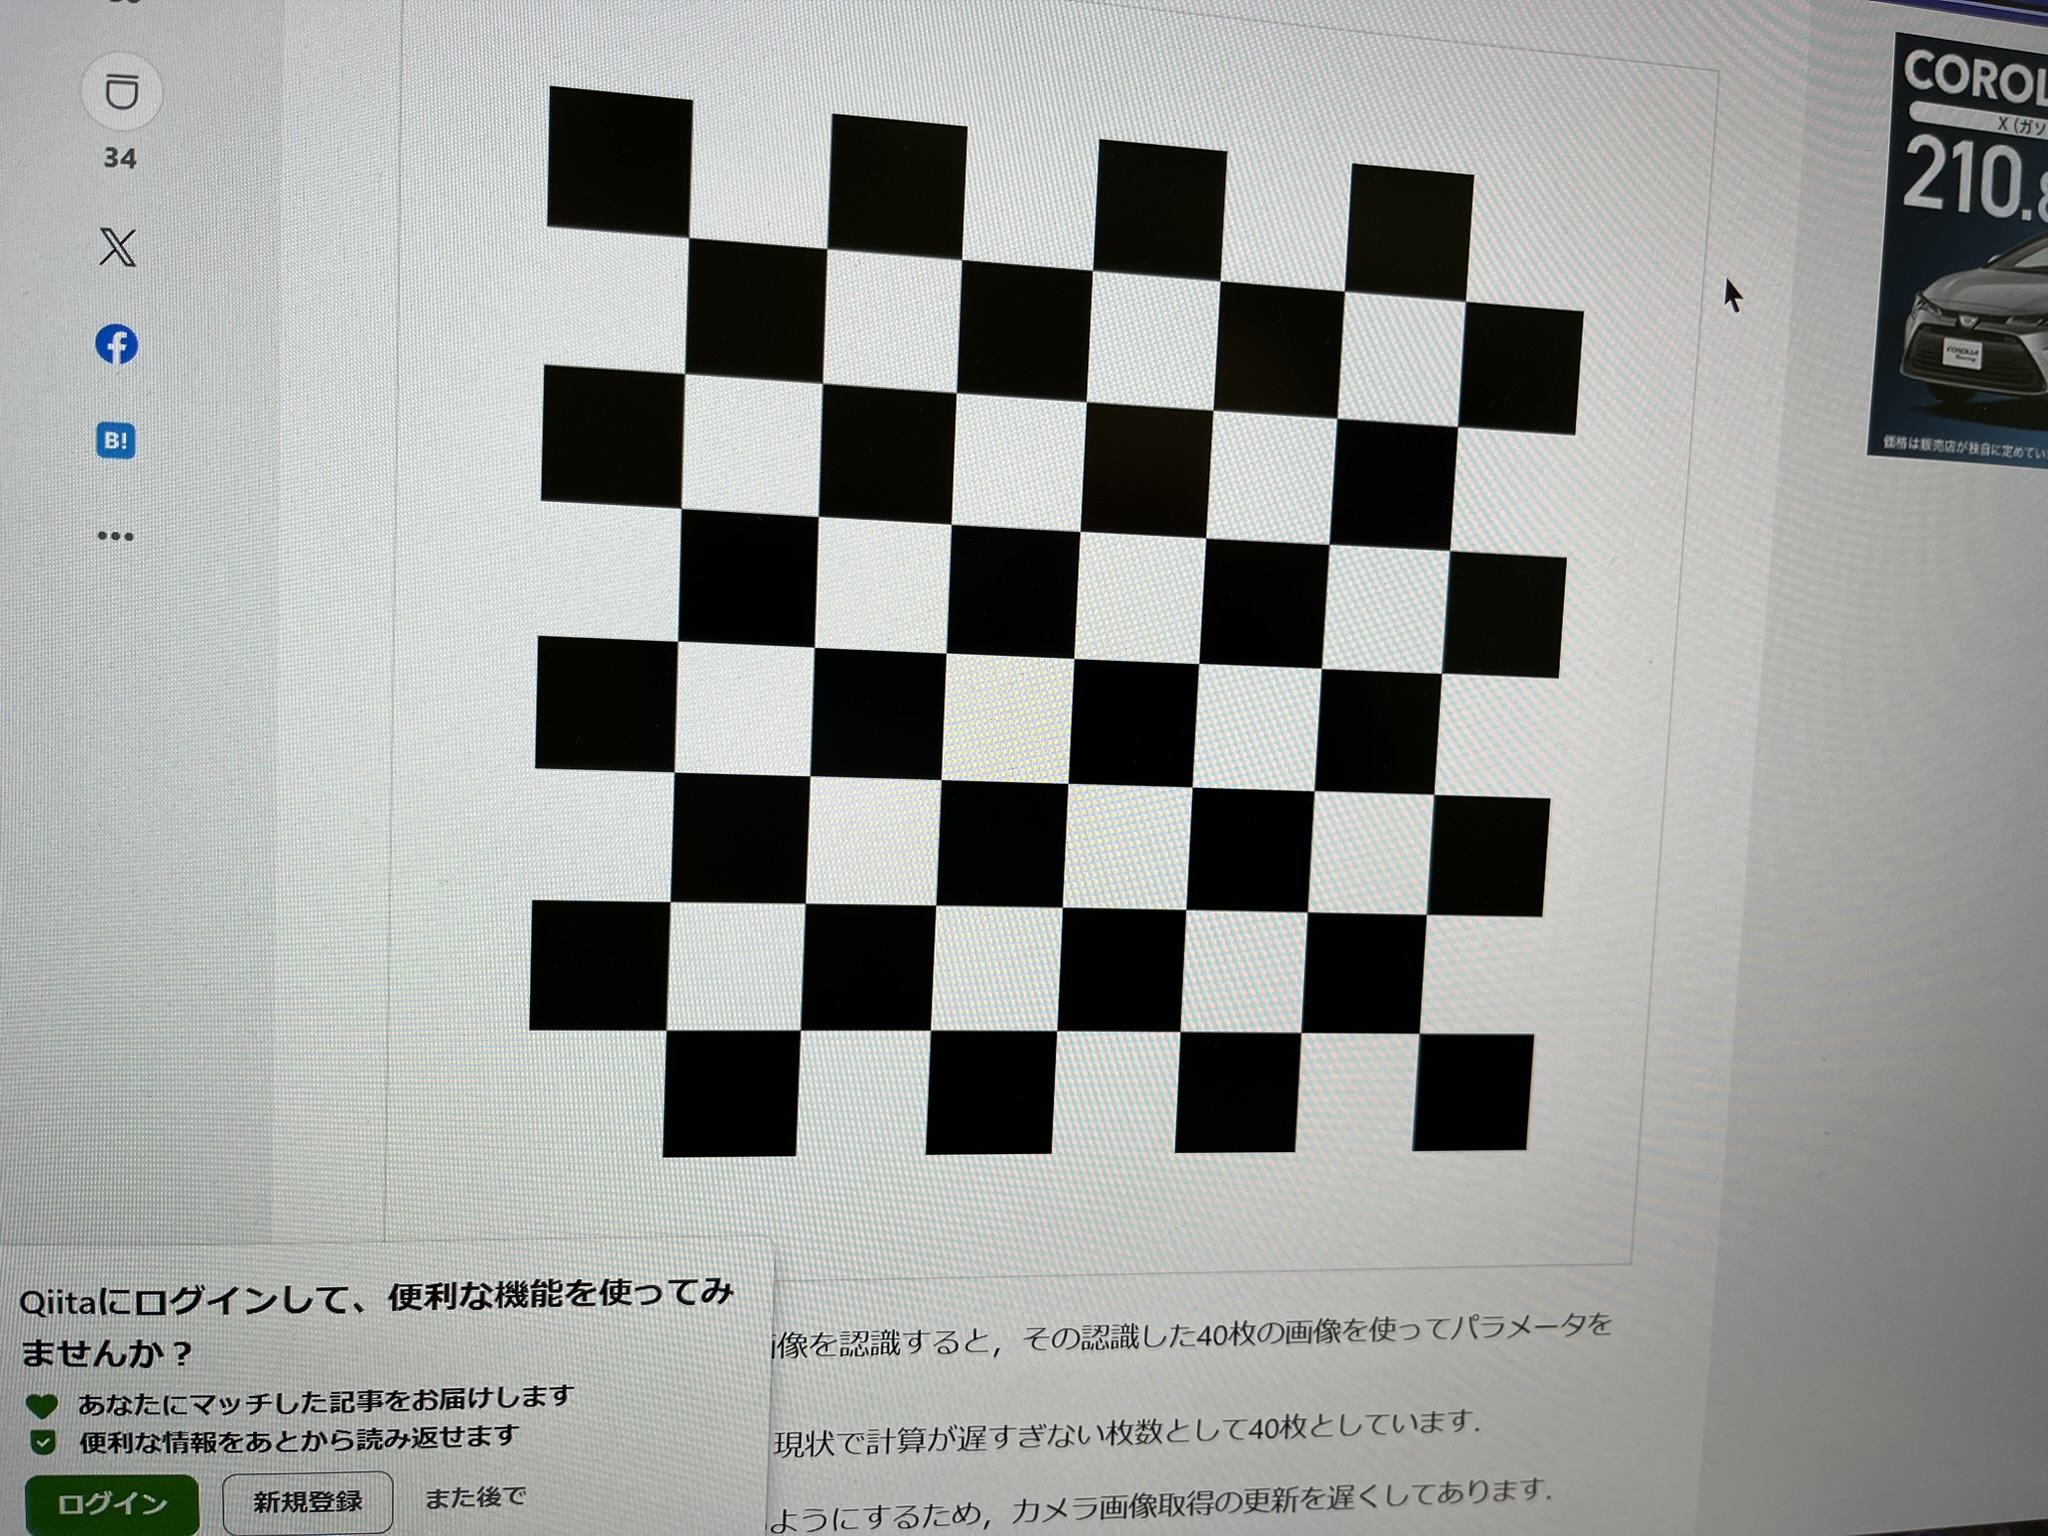 34
B!
COROL
X (ガソ
210.8
COROLLA
Touring
価格は販売店が独自に定めてい
Qiitaにログインして、便利な機能を使ってみ
ませんか？
あなたにマッチした記事をお届けします
便利な情報をあとから読み返せます
ログイン
新規登録
また後で
像を認識すると，その認識した40枚の画像を使ってパラメータを
現状で計算が遅すぎない枚数として40枚としています．
ようにするため，カメラ画像取得の更新を遅くしてあります．